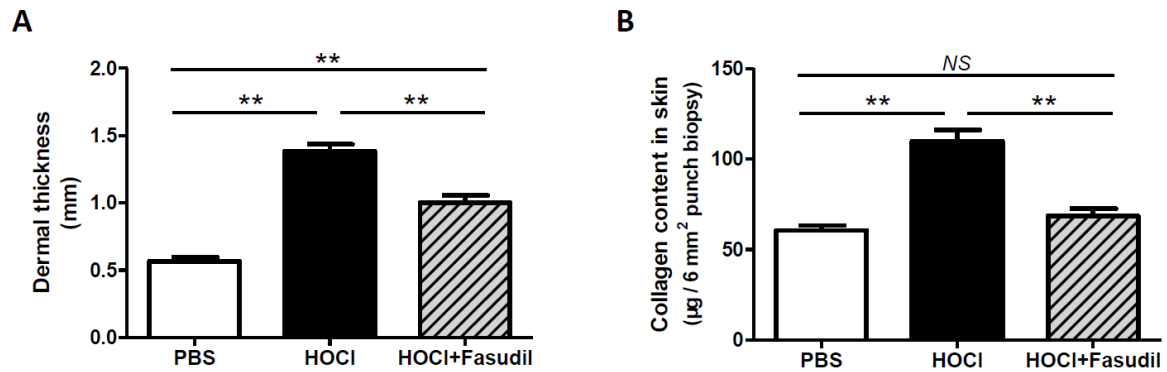 A
B
**
**
**
NS
**
**
Dermal thickness
(mm)
2.0
1.5
1.0
0.5
0.0
PBS
HOCl
HOCl+Fasudil
Collagen content in skin
(µg / 6 mm² punch biopsy)
150
100
50
0
PBS
HOCl
HOCl+Fasudil